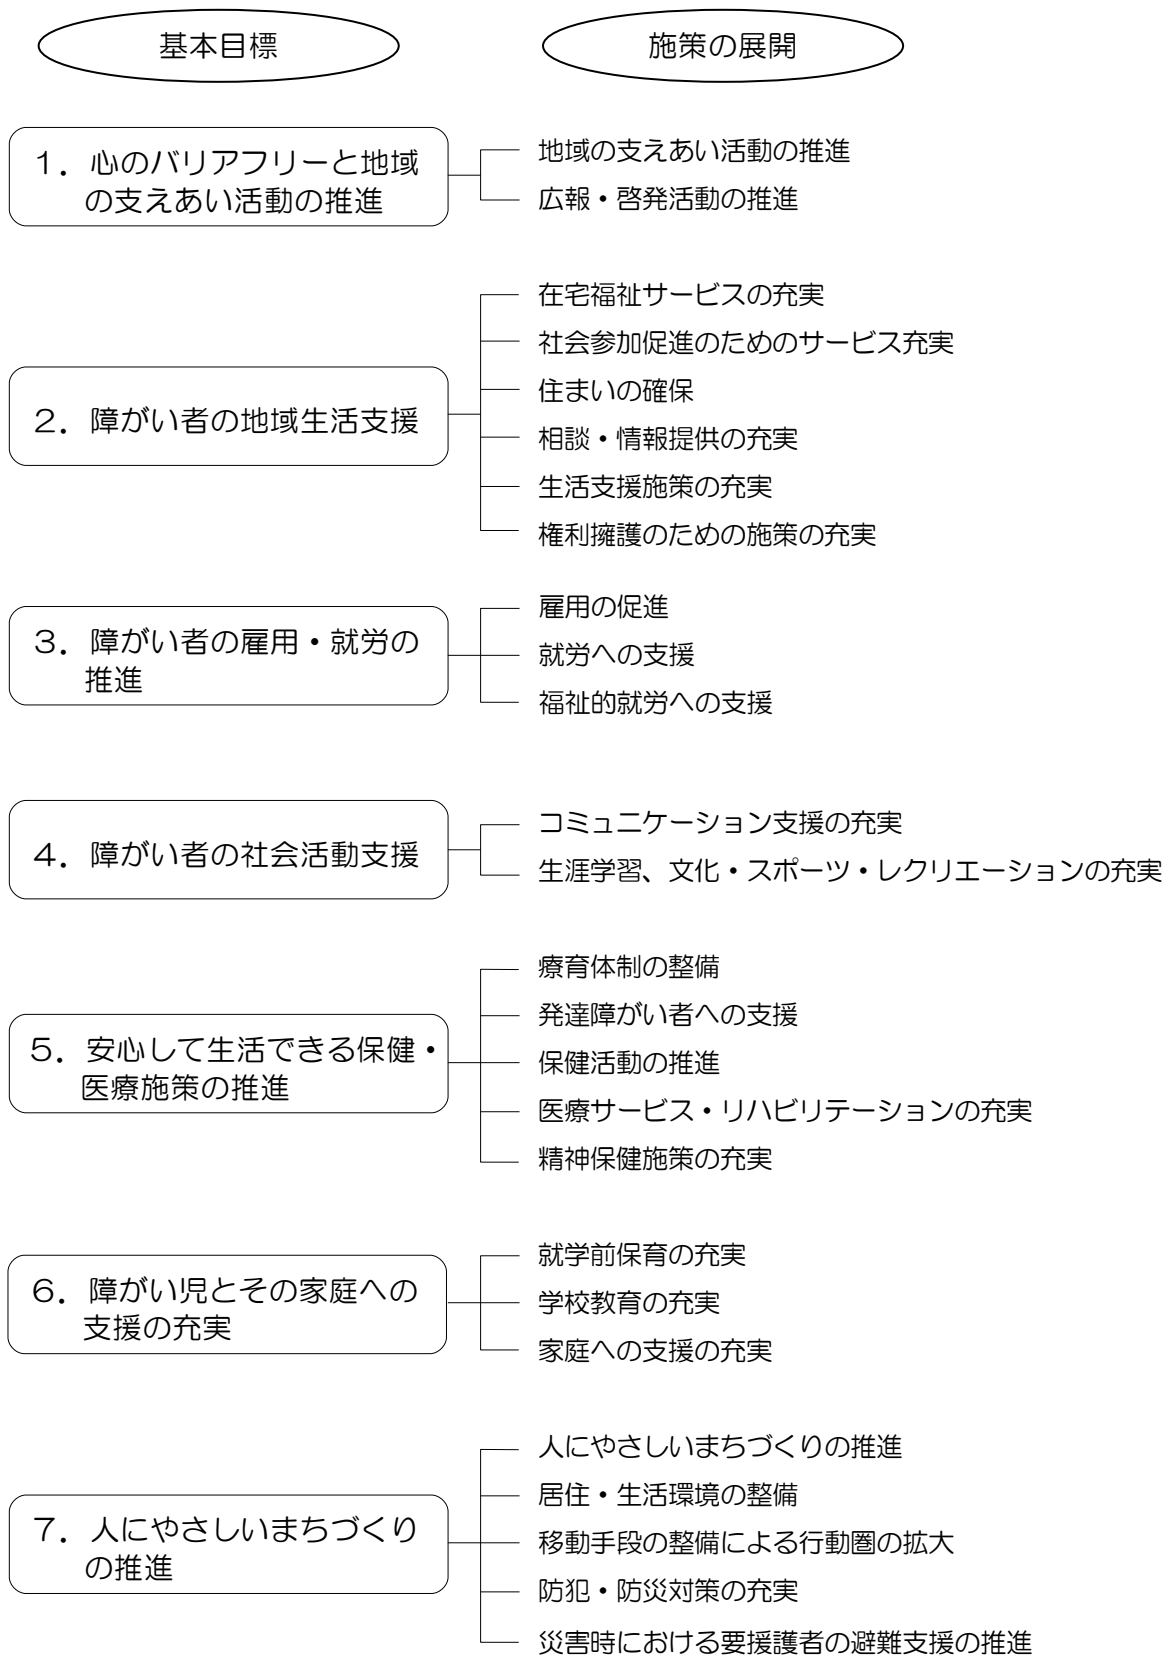 基本目標
施策の展開
１．心のバリアフリーと地域
の支えあい活動の推進
地域の支えあい活動の推進
広報・啓発活動の推進
２．障がい者の地域生活支援
在宅福祉サービスの充実
社会参加促進のためのサービス充実
住まいの確保
相談・情報提供の充実
生活支援施策の充実
権利擁護のための施策の充実
３．障がい者の雇用・就労の
推進
雇用の促進
就労への支援
福祉的就労への支援
４．障がい者の社会活動支援
コミュニケーション支援の充実
生涯学習、文化・スポーツ・レクリエーションの充実
５．安心して生活できる保健・
医療施策の推進
療育体制の整備
発達障がい者への支援
保健活動の推進
医療サービス・リハビリテーションの充実
精神保健施策の充実
６．障がい児とその家庭への
支援の充実
就学前保育の充実
学校教育の充実
家庭への支援の充実
７．人にやさしいまちづくり
の推進
人にやさしいまちづくりの推進
居住・生活環境の整備
移動手段の整備による行動圏の拡大
防犯・防災対策の充実
災害時における要援護者の避難支援の推進